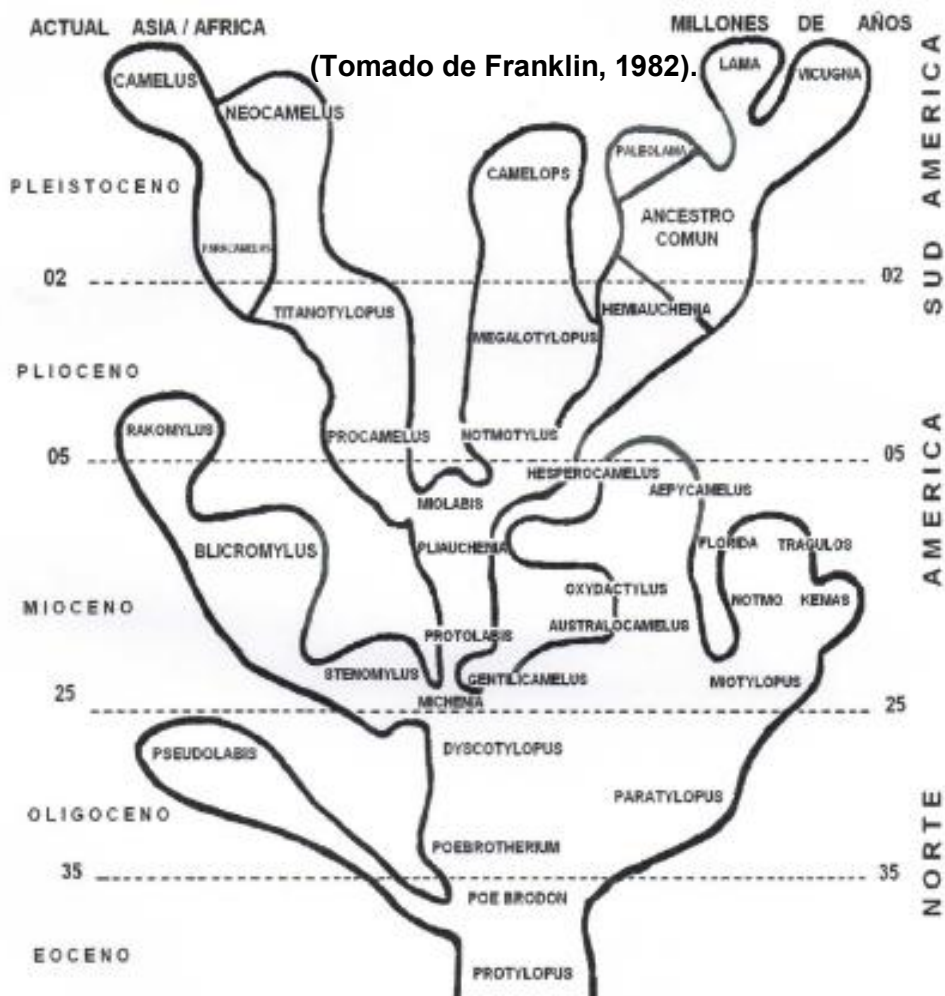 ACTUAL ASIA / AFRICA
MILLONES DE AÑOS
(Tomado de Franklin, 1982).
CAMELUS
NEOCAMELUS
LAMA
VICUGNA
PALEOLAMA
CAMELOPS
PLEISTOCENO
ANCESTRO
COMUN
PARACAMELUS
02
02
TITANOTYLOPUS
HEMIAUCHENIA
MEGALOTYLOPUS
PLIOCENO
RAKOMYLUS
PROCAMELUS
NOTMOTYLUS
05
05
HESPEROCAMELUS
AEPYCAMELUS
MIOLABIS
BLICROMYLUS
PLIAUCHENIA
FLORIDA
TRAGULOS
OXYDACTYLUS
NOTMO
KEMAS
MIOCENO
AUSTRALOCAMELUS
PROTOLABIS
STENOMYLUS
GENTILICAMELUS
MIOTYLOPUS
MICHENIA
25
25
PSEUDOLABIS
DYSCOTYLOPUS
PARATYLOPUS
OLIGOCENO
POEBROTHERIUM
35
35
POE BRODON
EOCENO
PROTYLOPUS
SUD AMERICA
AMERICA
NORTE